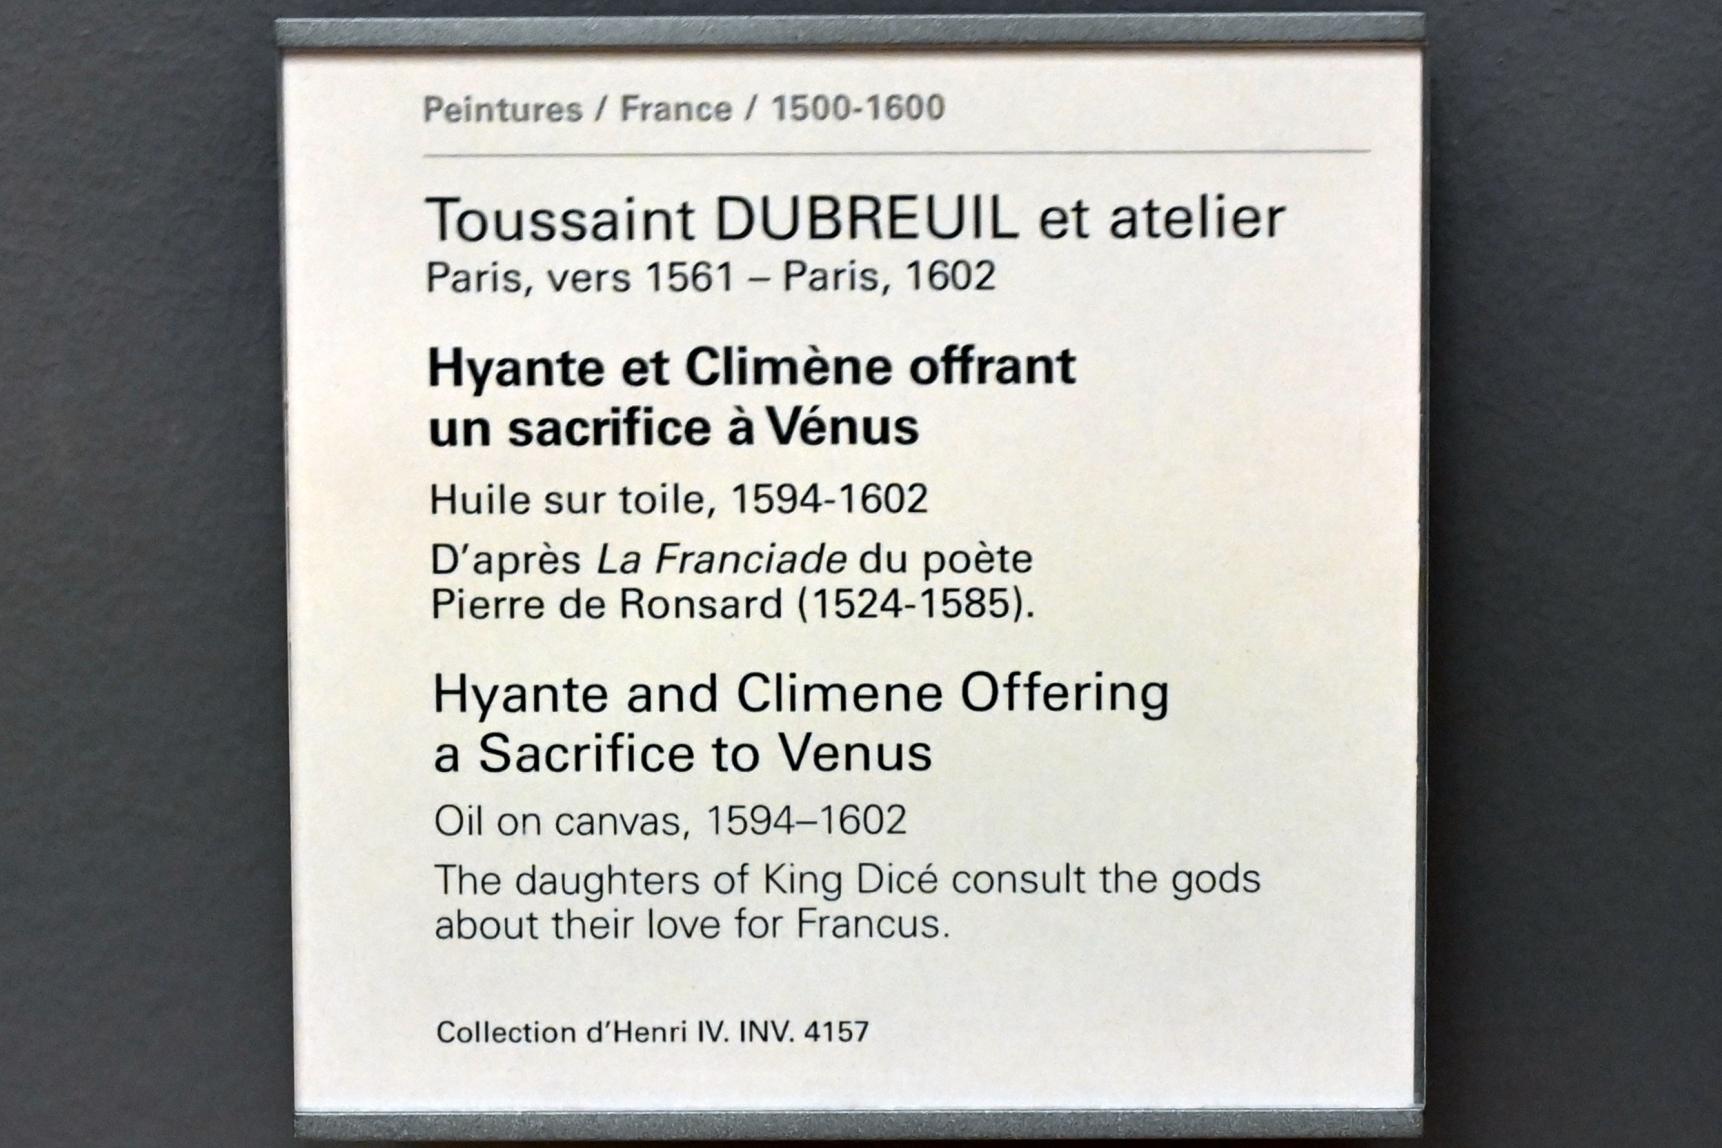 Peintures / France / 1500-1600
Toussaint DUBREUIL et atelier
Paris, vers 1561 – Paris, 1602
Hyante et Climène offrant
un sacrifice à Vénus
Huile sur toile, 1594-1602
D'après La Franciade du poète
Pierre de Ronsard (1524-1585).
Hyante and Climene Offering
a Sacrifice to Venus
Oil on canvas, 1594–1602
The daughters of King Dicé consult the gods
about their love for Francus.
Collection d'Henri IV. INV. 4157